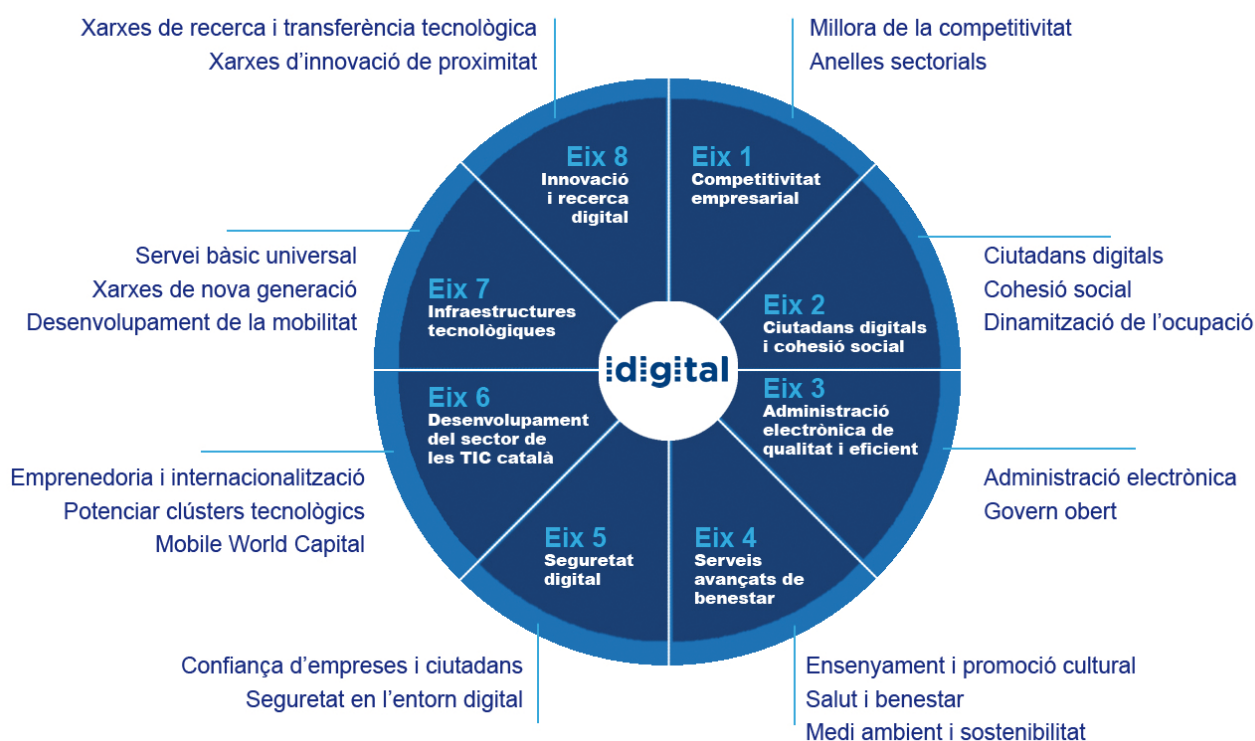 Xarxes de recerca i transferència tecnològica
Xarxes d’innovació de proximitat
Millora de la competitivitat
Anelles sectorials
Eix 8
Innovació
i recerca
digital
Eix 1
Competitivitat
empresarial
Servei bàsic universal
Xarxes de nova generació
Desenvolupament de la mobilitat
Eix 7
Infraestructures
tecnològiques
Eix 2
Ciutadans digitals
i cohesió social
Ciutadans digitals
Cohesió social
Dinamització de l’ocupació
idigital
Eix 6
Desenvolupament
del sector de
les TIC català
Eix 3
Administració
electrònica de
qualitat i eficient
Emprenedoria i internacionalització
Potenciar clústers tecnològics
Mobile World Capital
Administració electrònica
Govern obert
Eix 5
Seguretat
digital
Eix 4
Serveis
avançats de
benestar
Confiança d’empreses i ciutadans
Seguretat en l’entorn digital
Ensenyament i promoció cultural
Salut i benestar
Medi ambient i sostenibilitat